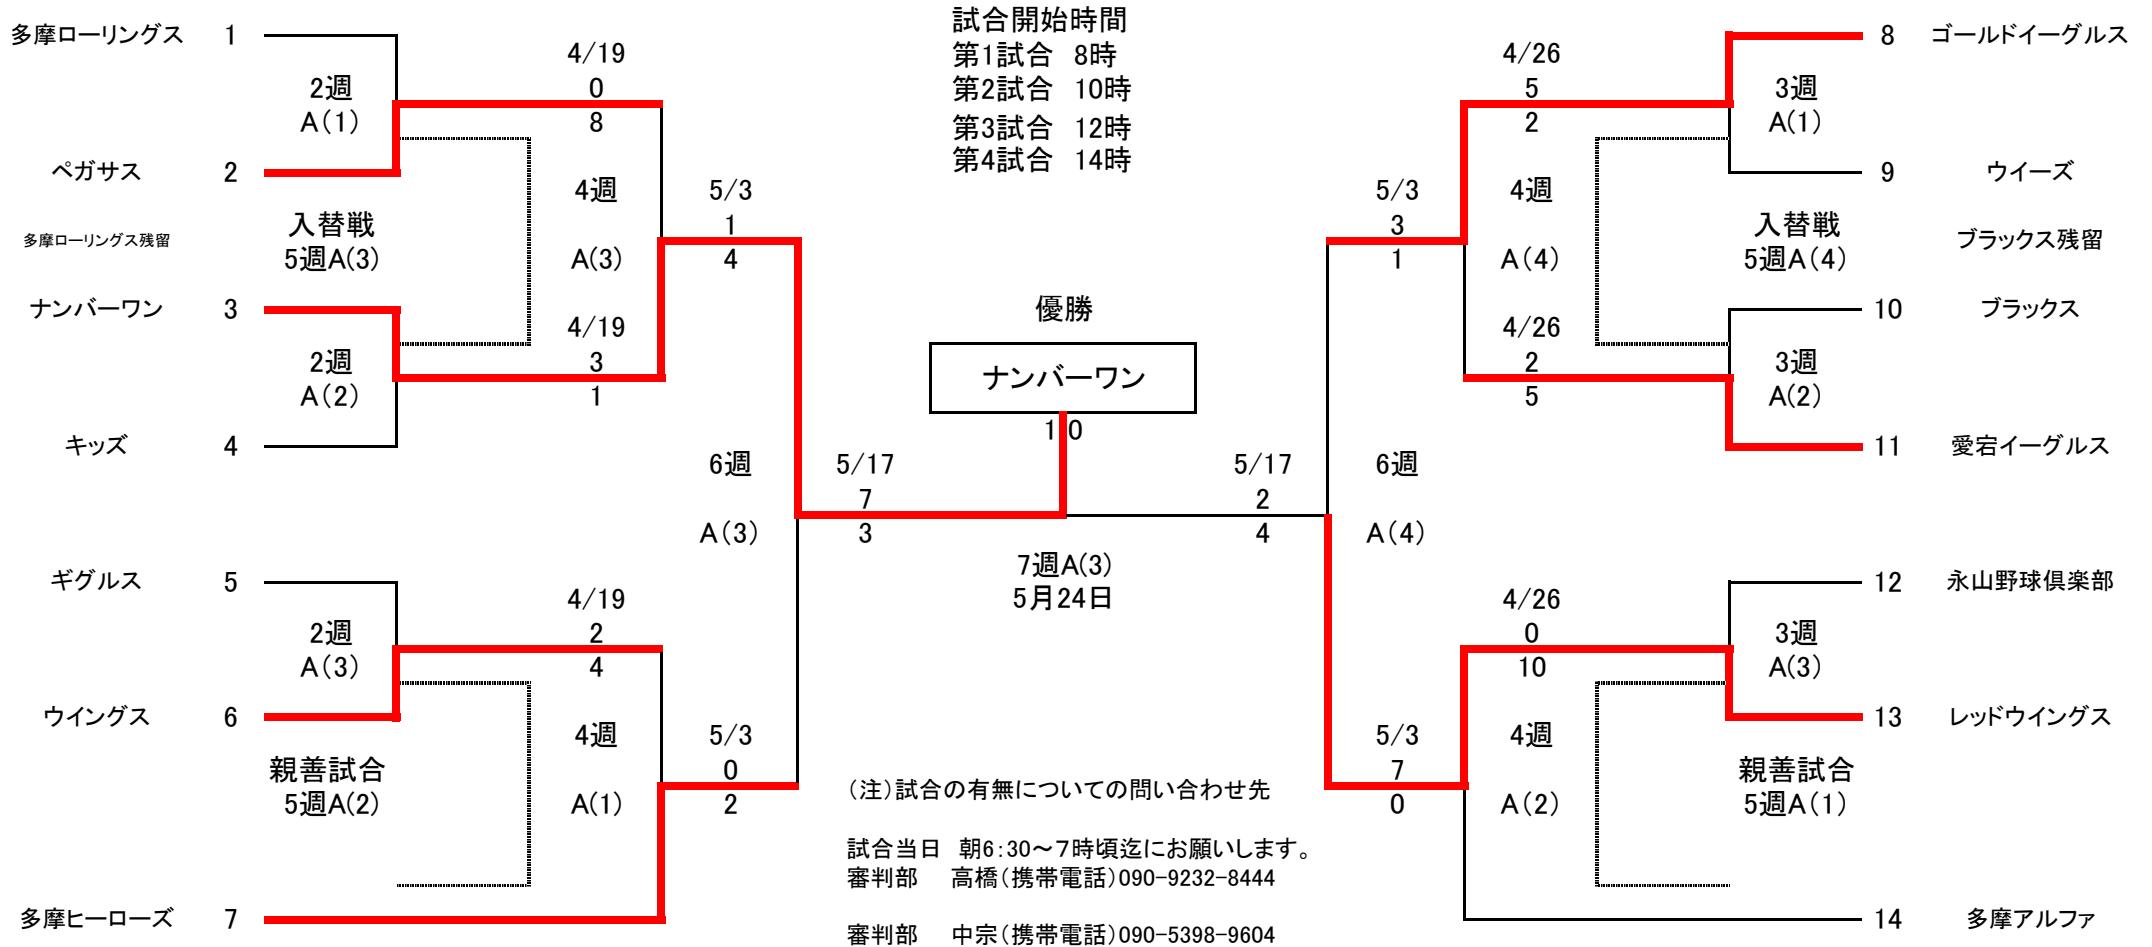 試合開始時間
第1試合 8時
第2試合 10時
第3試合 12時
第4試合 14時
多摩ローリングス 1
2週
A(1)
4/19
0
8
ペガサス 2
入替戦
5週A(3)
多摩ローリングス残留
4週
A(3)
5/3
1
4
ナンバーワン 3
2週
A(2)
4/19
3
1
キッズ 4
6週
A(3)
5/17
7
3
ギグルス 5
2週
A(3)
4/19
2
4
ウイングス 6
親善試合
5週A(2)
4週
A(1)
5/3
0
2
多摩ヒーローズ 7
優勝
ナンバーワン
1 0
7週A(3)
5月24日
8 ゴールドイーグルス
3週
A(1)
4/26
5
2
9 ウイーズ
入替戦
5週A(4)
ブラックス残留
4週
A(4)
5/3
3
1
10 ブラックス
3週
A(2)
4/26
2
5
11 愛宕イーグルス
6週
A(4)
5/17
2
4
12 永山野球倶楽部
3週
A(3)
4/26
0
10
13 レッドウイングス
親善試合
5週A(1)
4週
A(2)
5/3
7
0
14 多摩アルファ
(注)試合の有無についての問い合わせ先
試合当日 朝6:30～7時頃迄にお願いします。
審判部 高橋(携帯電話)090-9232-8444
審判部 中宗(携帯電話)090-5398-9604